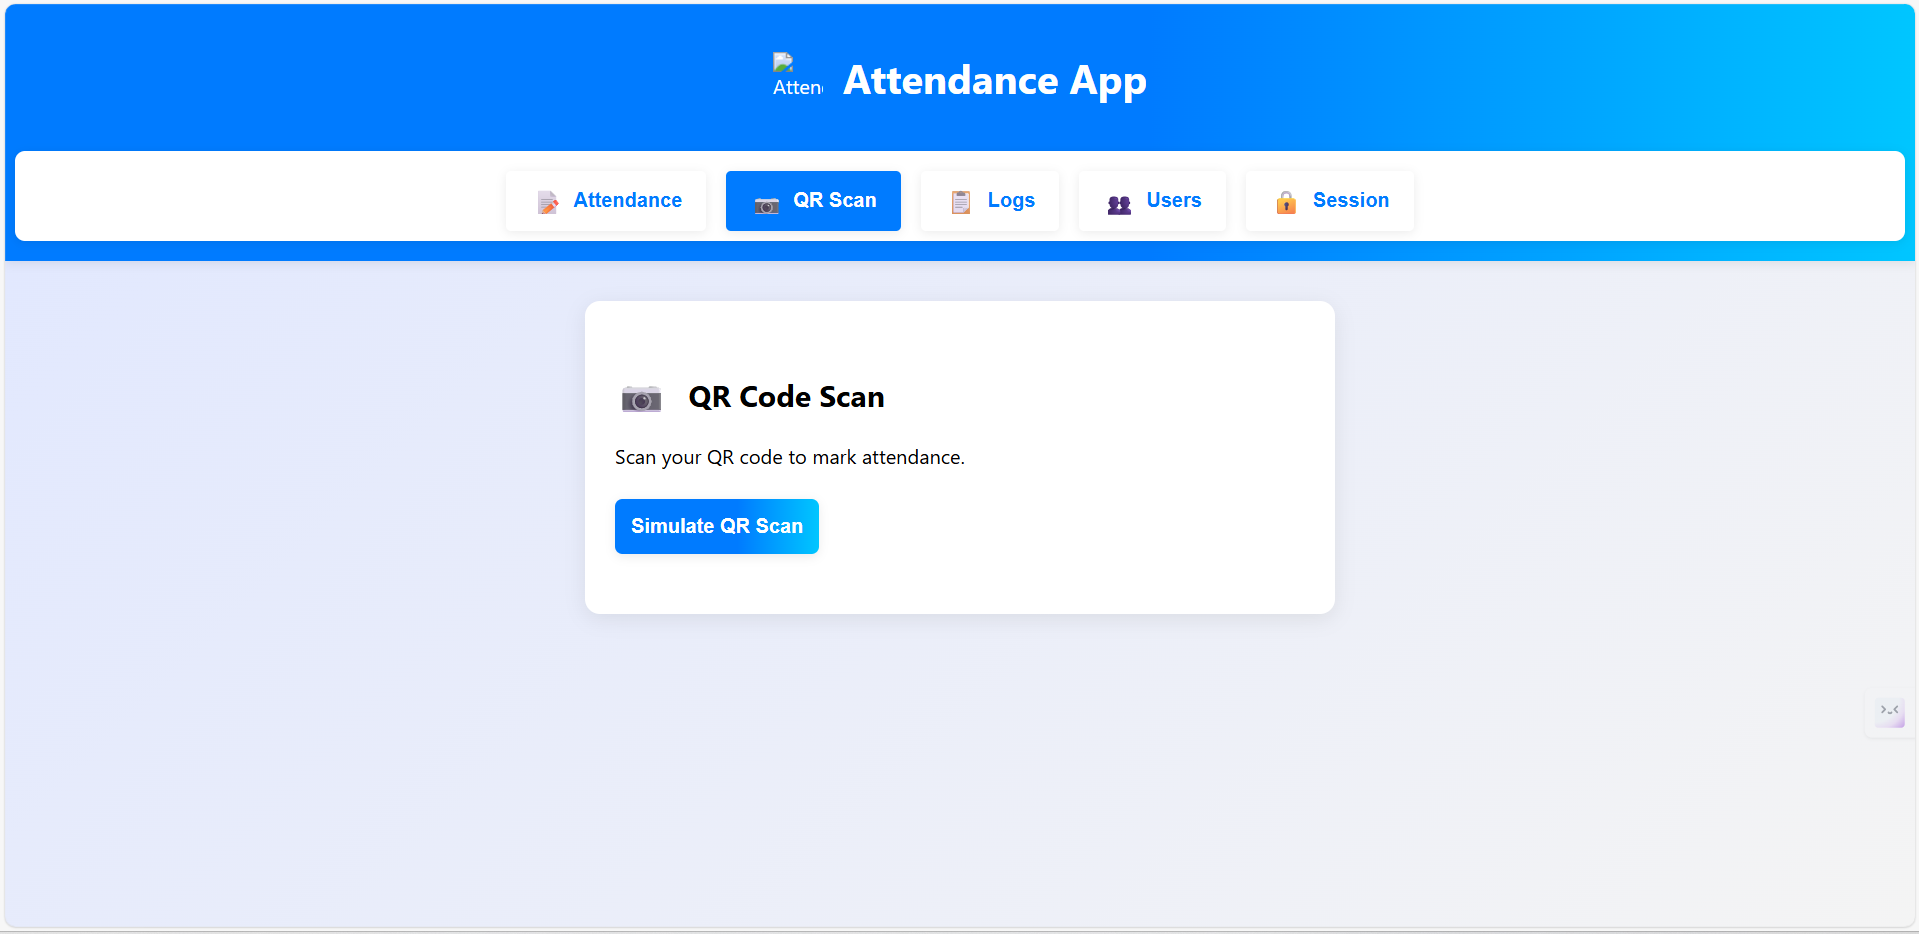 Atten
Attendance App
Attendance
QR Scan
Logs
Users
Session
QR Code Scan
Scan your QR code to mark attendance.
Simulate QR Scan